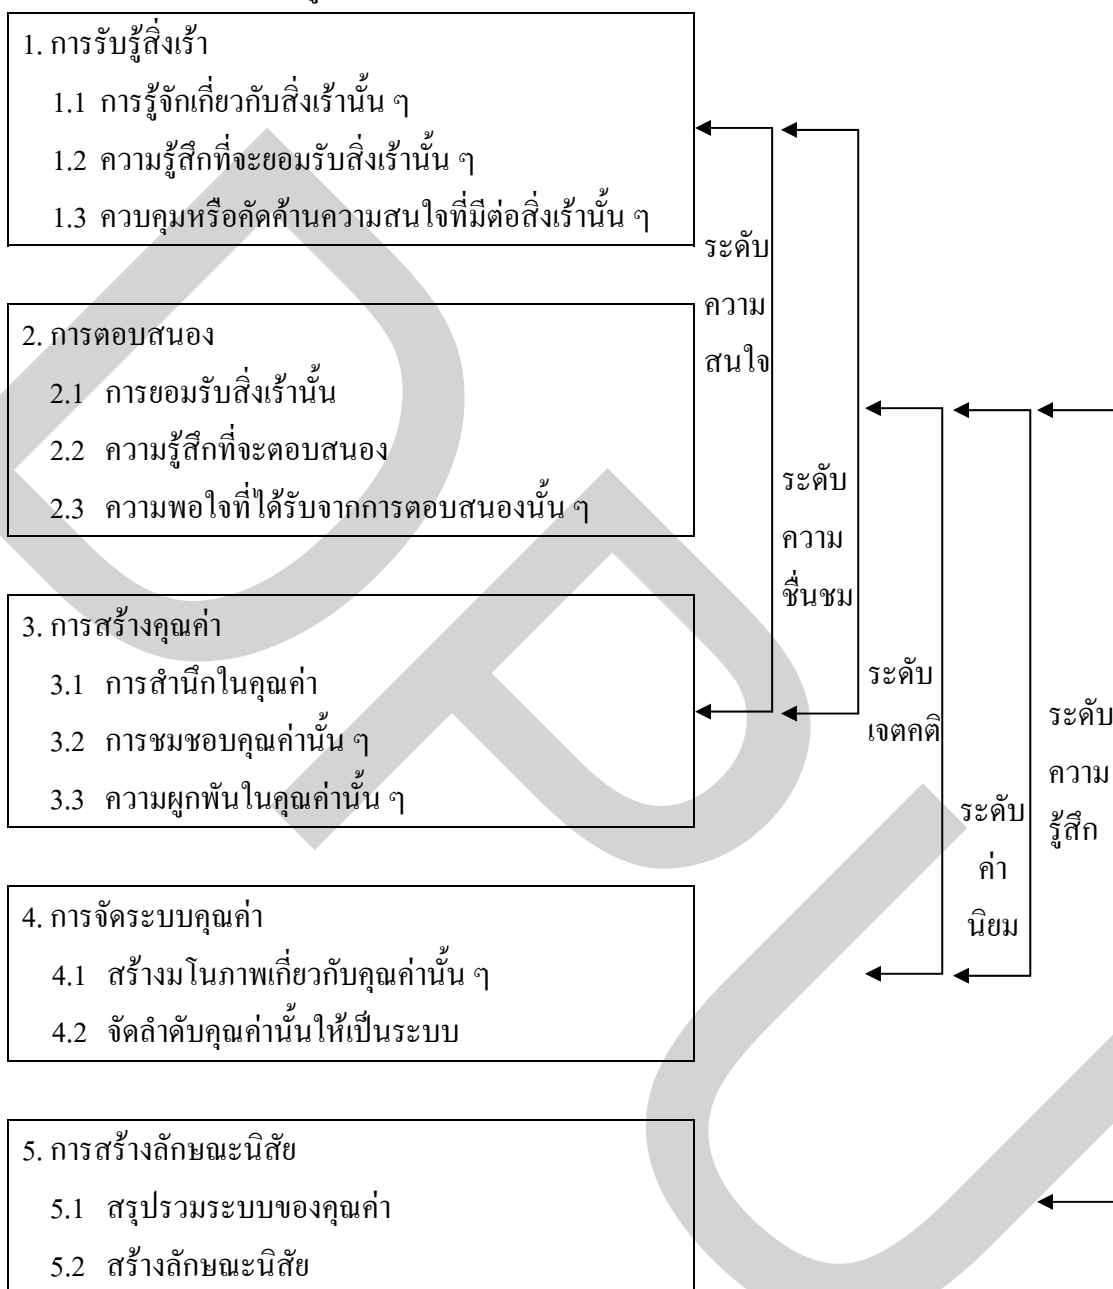 1. การรับรู้สิ่งเร้า
1.1 การรู้จักเกี่ยวกับสิ่งเร้านั้น ๆ
1.2 ความรู้สึกที่จะยอมรับสิ่งเร้านั้น ๆ
1.3 ควบคุมหรือคัดค้านความสนใจที่มีต่อสิ่งเร้านั้น ๆ
2. การตอบสนอง
2.1 การยอมรับสิ่งเร้านั้น
2.2 ความรู้สึกที่จะตอบสนอง
2.3 ความพอใจที่ได้รับจากการตอบสนองนั้น ๆ
3. การสร้างคุณค่า
3.1 การสำนึกในคุณค่า
3.2 การชมชอบคุณค่านั้น ๆ
3.3 ความผูกพันในคุณค่านั้น ๆ
4. การจัดระบบคุณค่า
4.1 สร้างมโนภาพเกี่ยวกับคุณค่านั้น ๆ
4.2 จัดลำดับคุณค่านั้นให้เป็นระบบ
5. การสร้างลักษณะนิสัย
5.1 สรุปรวมระบบของคุณค่า
5.2 สร้างลักษณะนิสัย
ระดับ
ความ
สนใจ
ระดับ
ความ
ชื่นชม
ระดับ
เจตคติ
ระดับ
ค่า
นิยม
ระดับ
ความ
รู้สึก
DPU